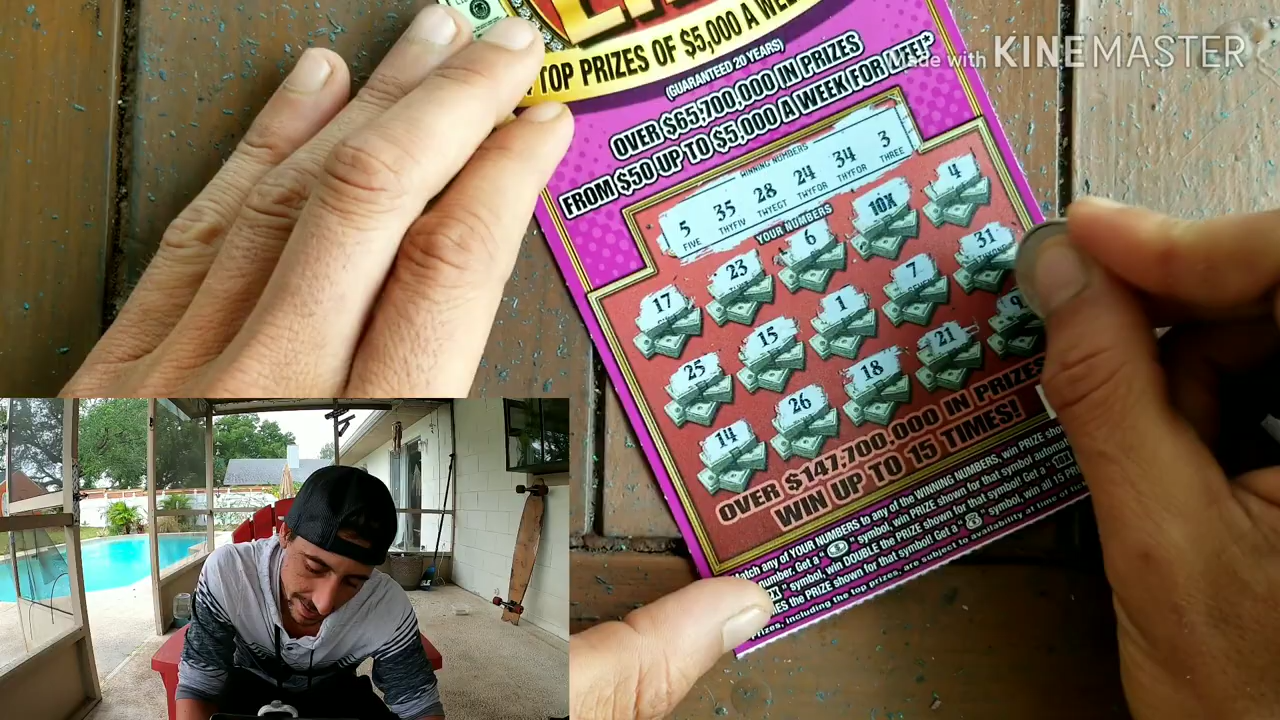 Made with KINEMASTER
TOP PRIZES OF $5,000 A WEEK
(GUARANTEED 20 YEARS)
OVER $65,700,000 IN PRIZES
FROM $50 UP TO $5,000 A WEEK FOR LIFE!*
WINNING NUMBERS
5 35 28 24 34 3
FIVE THYFIV TWYEGT TWYFOR THYFOR THREE
YOUR NUMBERS
17 23 6 10X 4
25 15 1 7 31
14 26 18 21 9
OVER $147,700,000 IN PRIZES
WIN UP TO 15 TIMES!
Match any of YOUR NUMBERS to any of the WINNING NUMBERS, win PRIZE
number. Get a " " symbol, win PRIZE shown for that symbol
" symbol, win DOUBLE the PRIZE shown for that symbol! Get a "
the PRIZE shown for that symbol! Get a " " symbol, win all 15
Prizes, including the top prizes, are subject to availability at time of